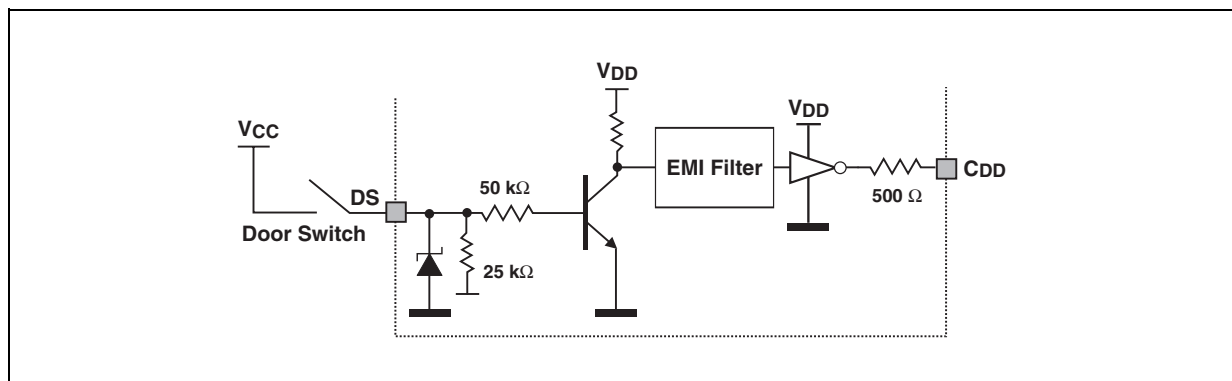 VDD
VCC
DS
Door Switch
50 kΩ
25 kΩ
EMI Filter
VDD
500 Ω
CDD